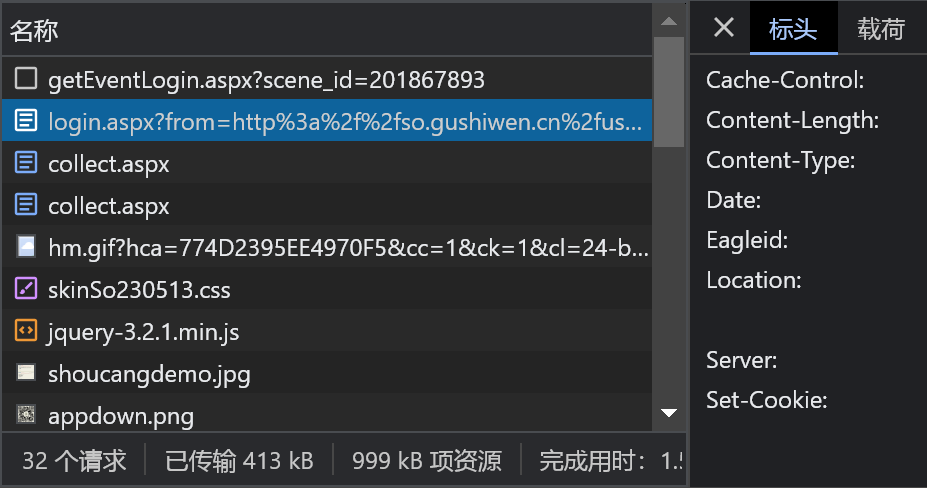 名称
getEventLogin.aspx?scene_id=201867893
login.aspx?from=http%3a%2f%2fso.gushiwen.cn%2fus...
collect.aspx
collect.aspx
hm.gif?hca=774D2395EE4970F5&cc=1&ck=1&cl=24-b...
skinSo230513.css
jquery-3.2.1.min.js
shoucangdemo.jpg
appdown.png
32 个请求 已传输 413 kB 999 kB 项资源 完成用时：1.5
标头 载荷
Cache-Control:
Content-Length:
Content-Type:
Date:
Eagleid:
Location:
Server:
Set-Cookie: